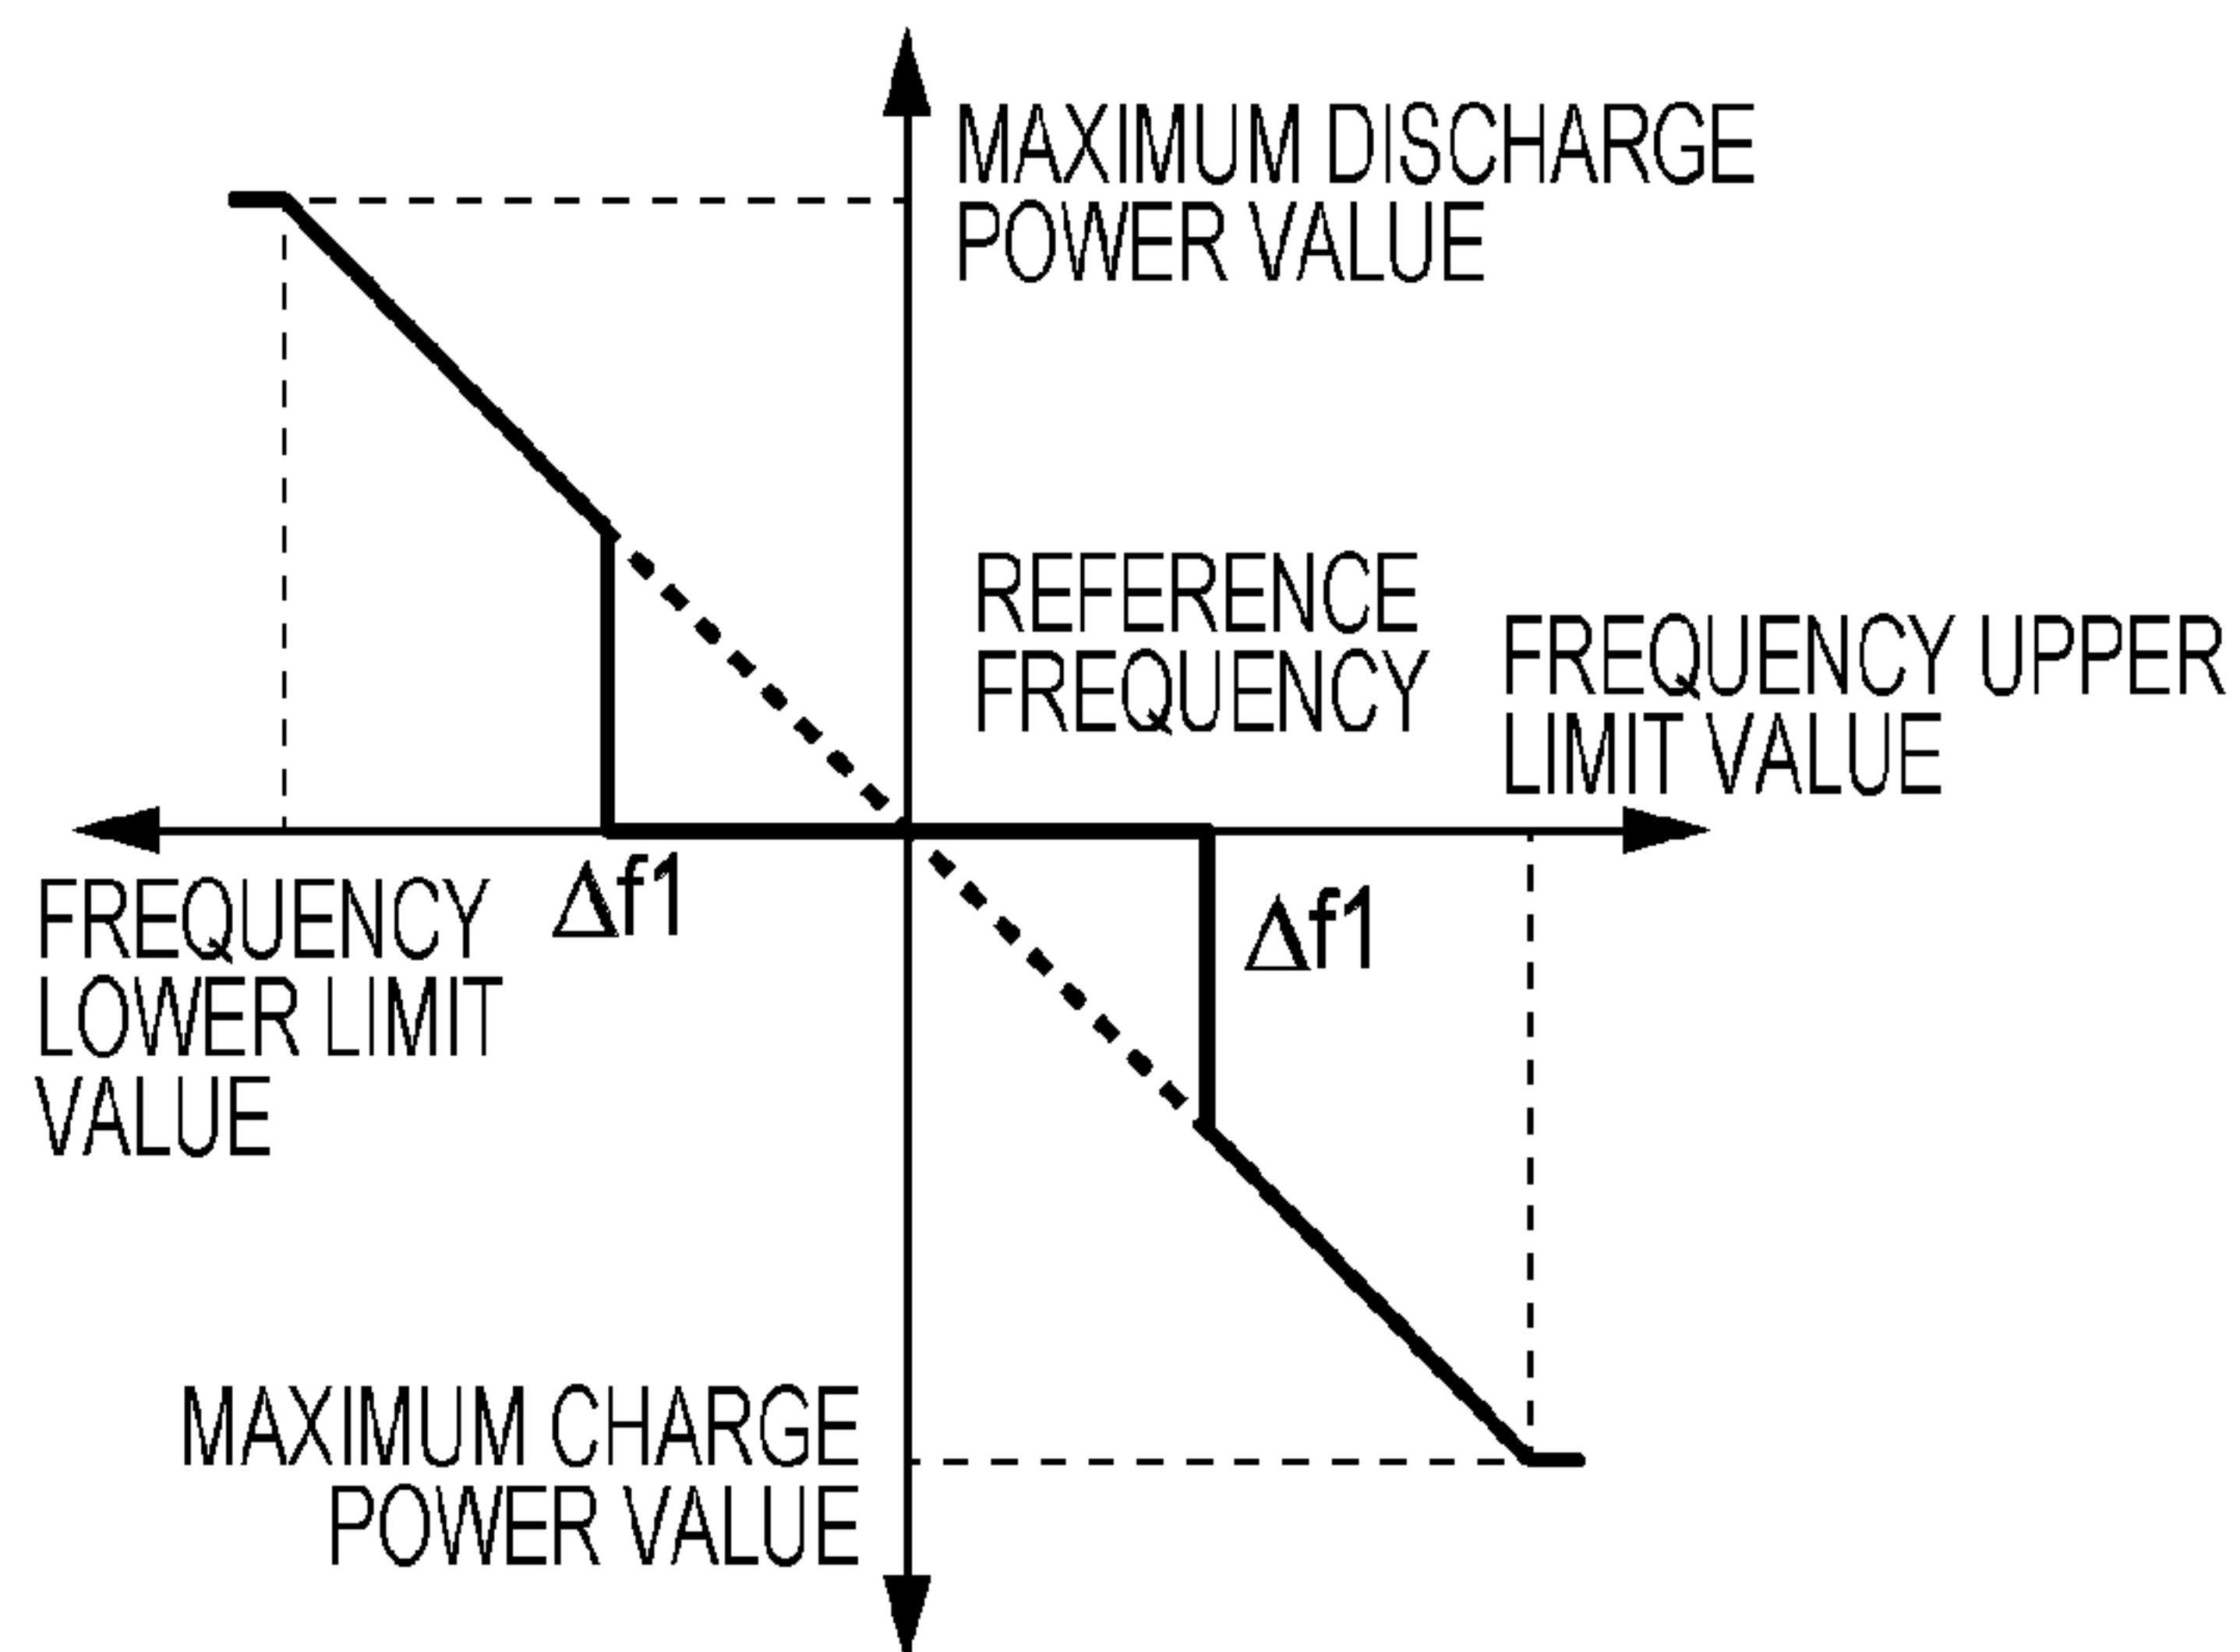 MAXIMUM DISCHARGE
POWER VALUE
REFERENCE
FREQUENCY
FREQUENCY UPPER
LIMIT VALUE
Δf1
Δf1
FREQUENCY
LOWER LIMIT
VALUE
MAXIMUM CHARGE
POWER VALUE